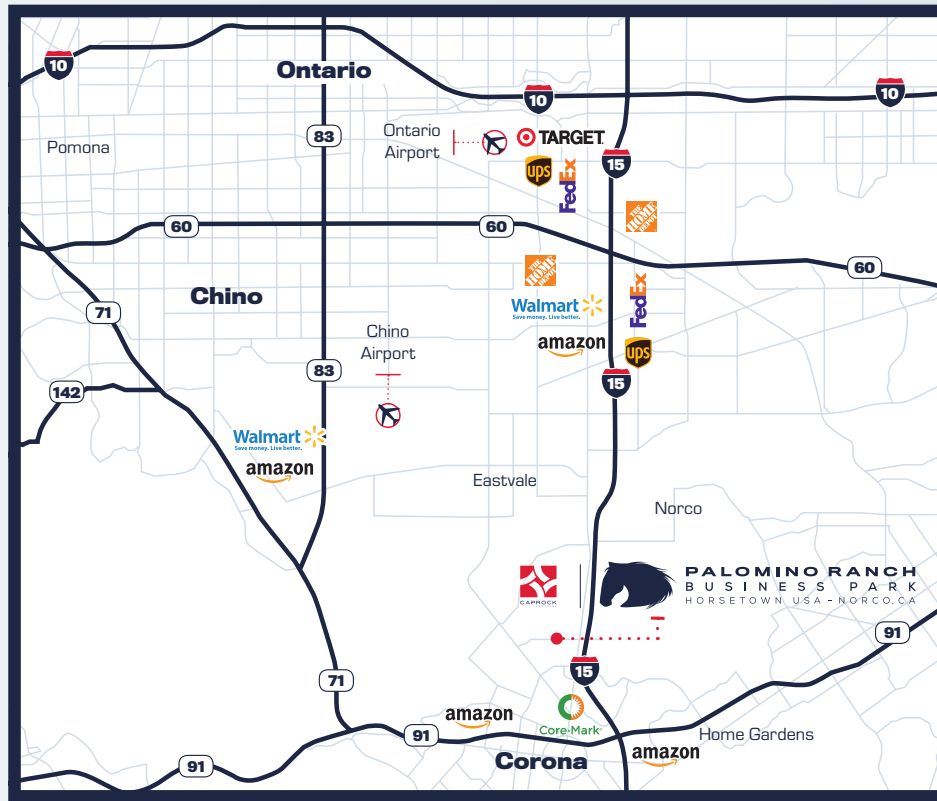 10
Ontario
10
10
83
Ontario
Airport
TARGET
Pomona
15
ups
FedEx
THE HOME DEPOT
60
60
60
THE HOME DEPOT
Chino
FedEx
Walmart
Save money. Live better.
71
Chino
Airport
amazon
ups
83
15
142
Walmart
Save money. Live better.
amazon
Eastvale
Norco
CAPROCK
PALOMINO RANCH
BUSINESS PARK
HORSETOWN USA - NORCO, CA
91
15
71
amazon
Core-Mark
91
Home Gardens
amazon
Corona
91